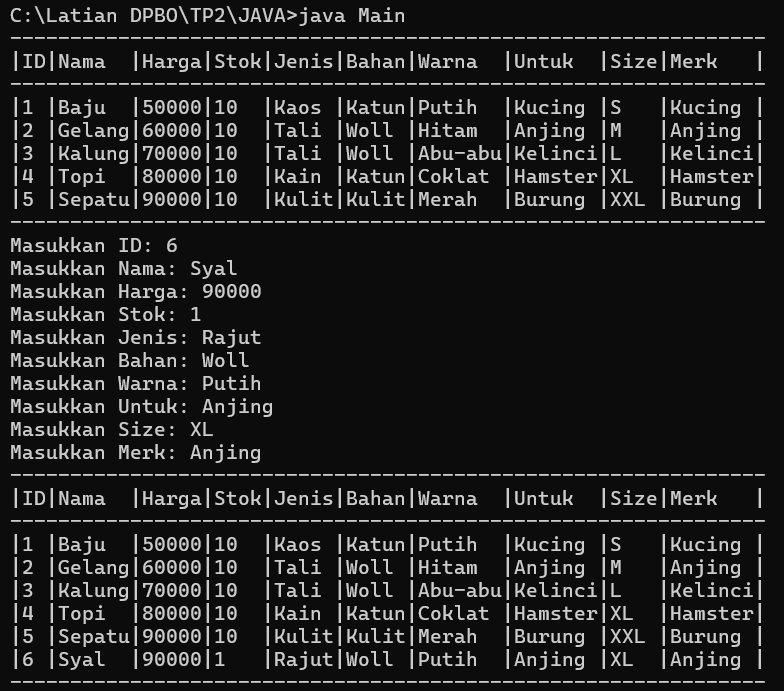 C:\Latian DPBO\TP2\JAVA>java Main
---------------------------------------------------------------
|ID|Nama  |Harga|Stok|Jenis|Bahan|Warna  |Untuk  |Size|Merk   |
---------------------------------------------------------------
|1 |Baju  |50000|10  |Kaos |Katun|Putih  |Kucing |S   |Kucing |
|2 |Gelang|60000|10  |Tali |Woll |Hitam  |Anjing |M   |Anjing |
|3 |Kalung|70000|10  |Tali |Woll |Abu-abu|Kelinci|L   |Kelinci|
|4 |Topi  |80000|10  |Kain |Katun|Coklat |Hamster|XL  |Hamster|
|5 |Sepatu|90000|10  |Kulit|Kulit|Merah  |Burung |XXL |Burung |
---------------------------------------------------------------
Masukkan ID: 6
Masukkan Nama: Syal
Masukkan Harga: 90000
Masukkan Stok: 1
Masukkan Jenis: Rajut
Masukkan Bahan: Woll
Masukkan Warna: Putih
Masukkan Untuk: Anjing
Masukkan Size: XL
Masukkan Merk: Anjing
---------------------------------------------------------------
|ID|Nama  |Harga|Stok|Jenis|Bahan|Warna  |Untuk  |Size|Merk   |
---------------------------------------------------------------
|1 |Baju  |50000|10  |Kaos |Katun|Putih  |Kucing |S   |Kucing |
|2 |Gelang|60000|10  |Tali |Woll |Hitam  |Anjing |M   |Anjing |
|3 |Kalung|70000|10  |Tali |Woll |Abu-abu|Kelinci|L   |Kelinci|
|4 |Topi  |80000|10  |Kain |Katun|Coklat |Hamster|XL  |Hamster|
|5 |Sepatu|90000|10  |Kulit|Kulit|Merah  |Burung |XXL |Burung |
|6 |Syal  |90000|1   |Rajut|Woll |Putih  |Anjing |XL  |Anjing |
---------------------------------------------------------------